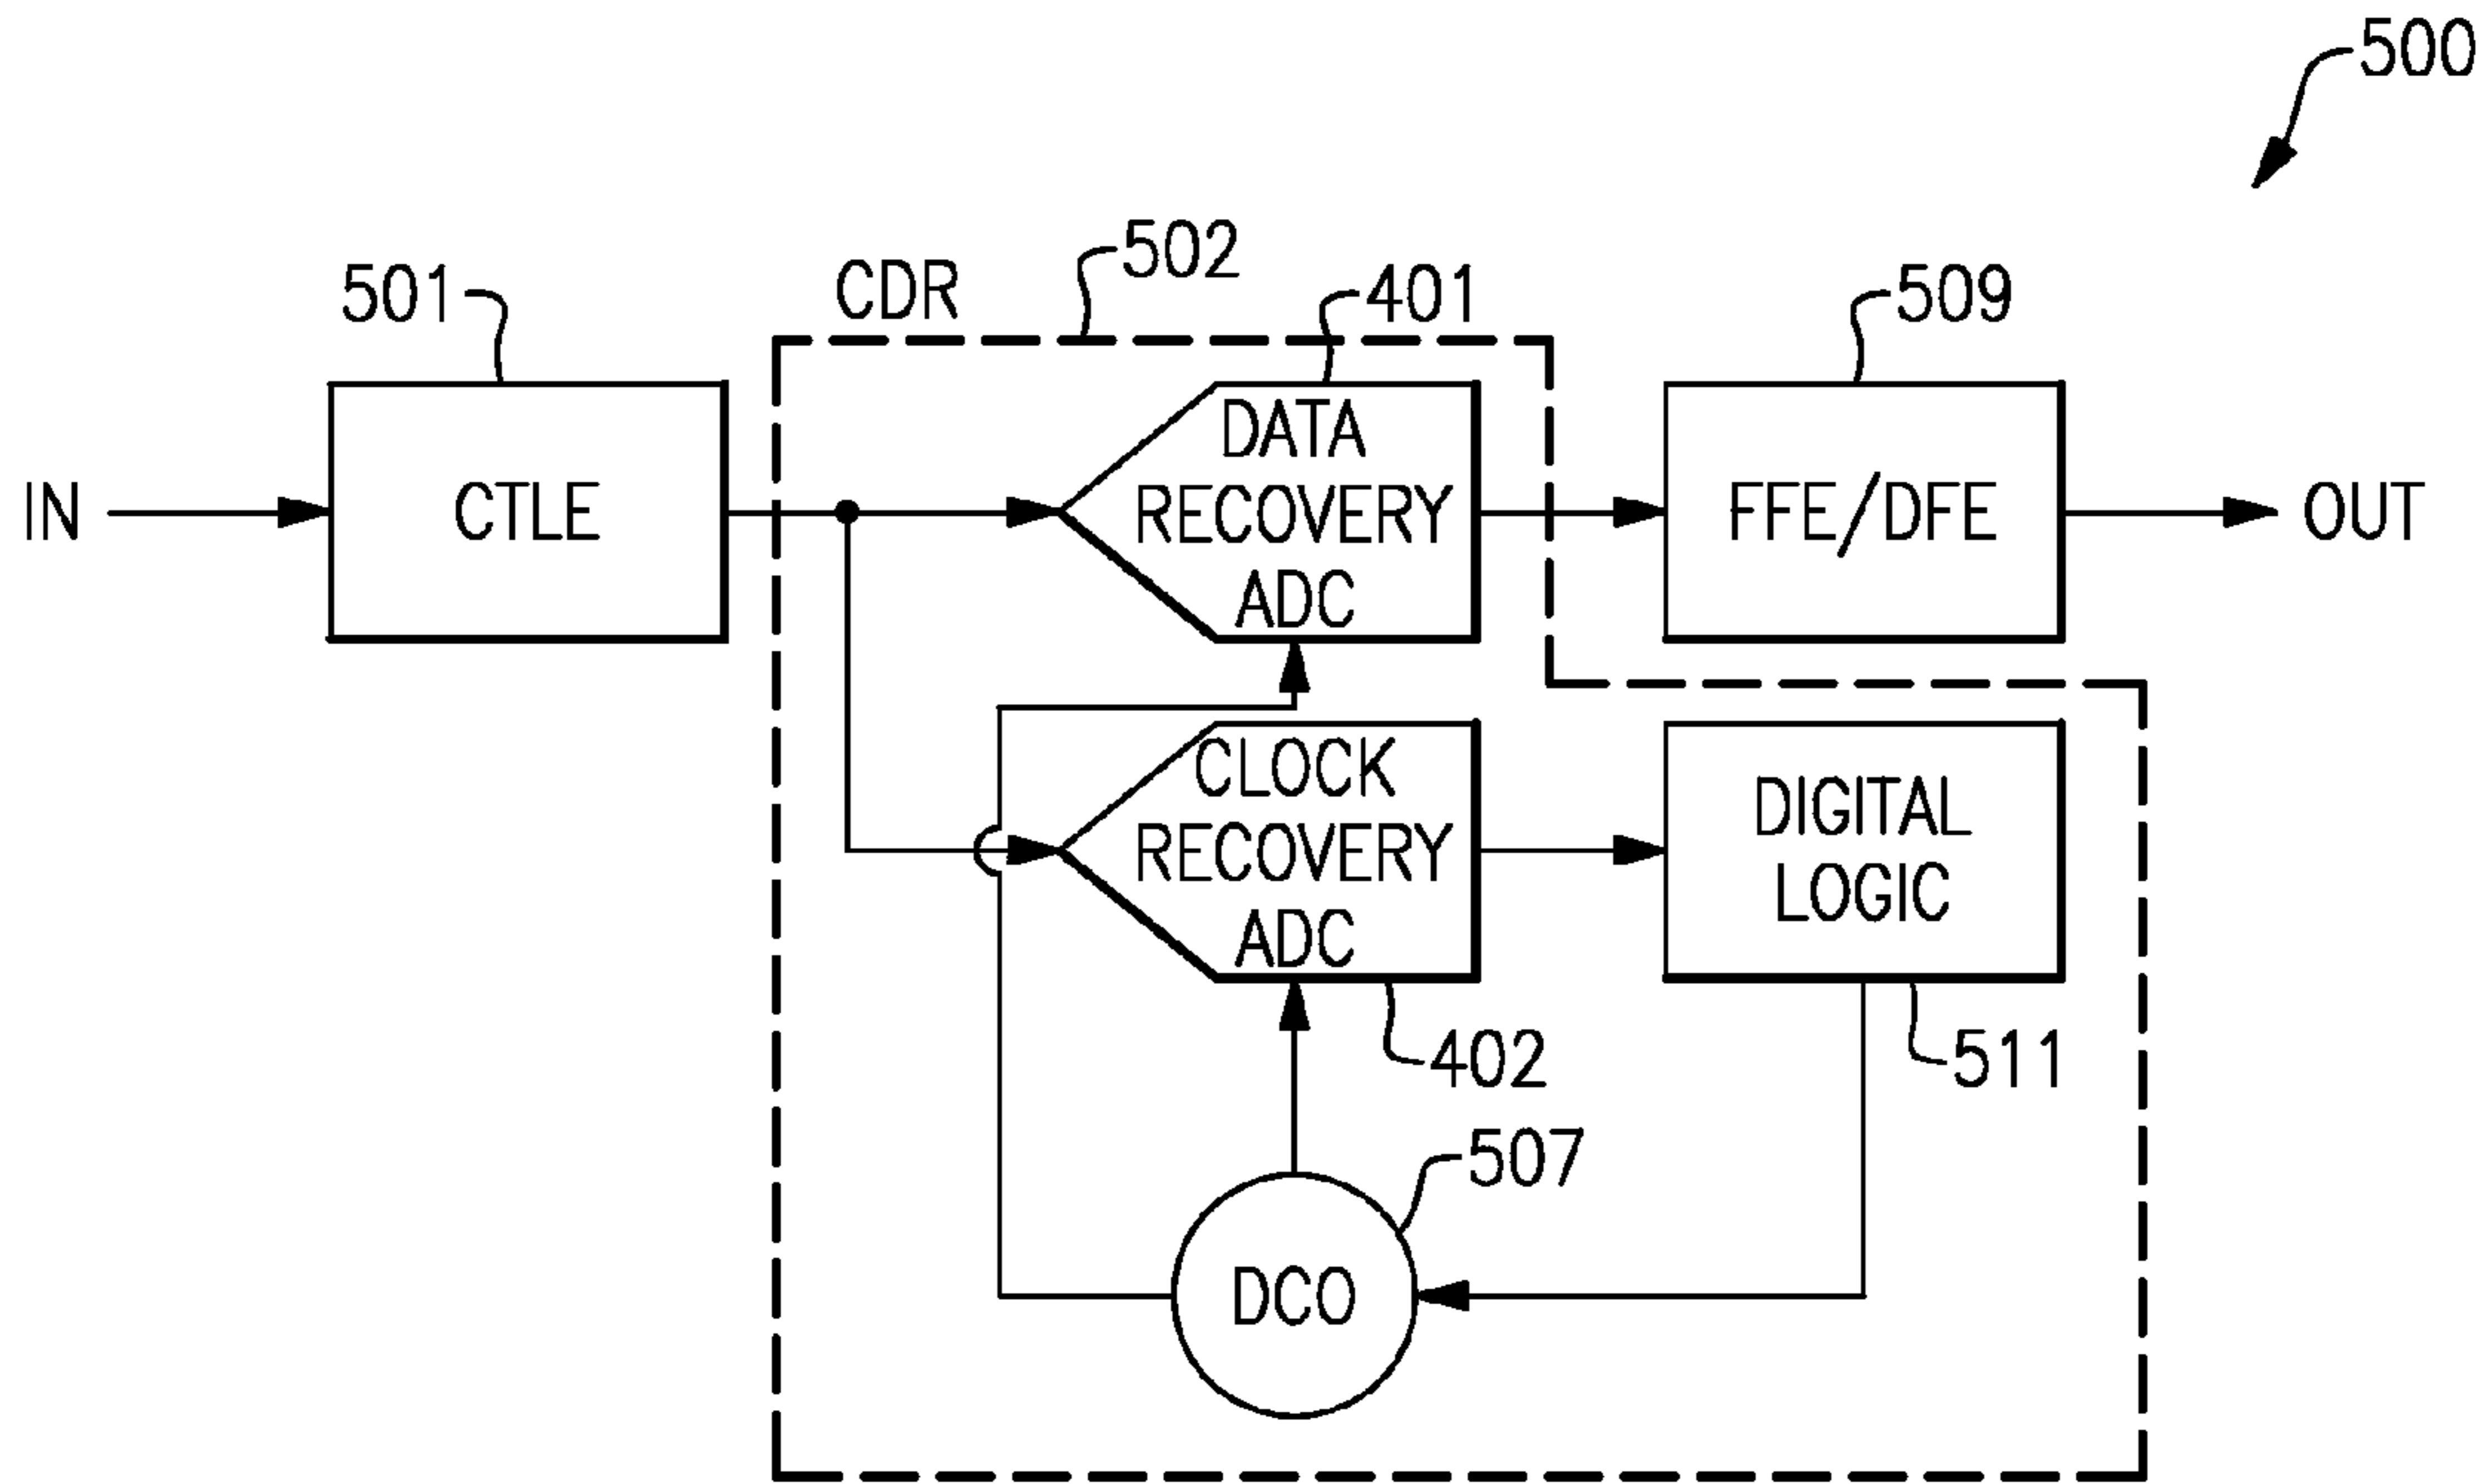 500
502
501
CDR
401
509
DATA
RECOVERY
ADC
IN
CTLE
FFE/DFE
OUT
CLOCK
RECOVERY
ADC
DIGITAL
LOGIC
402
511
507
DCO